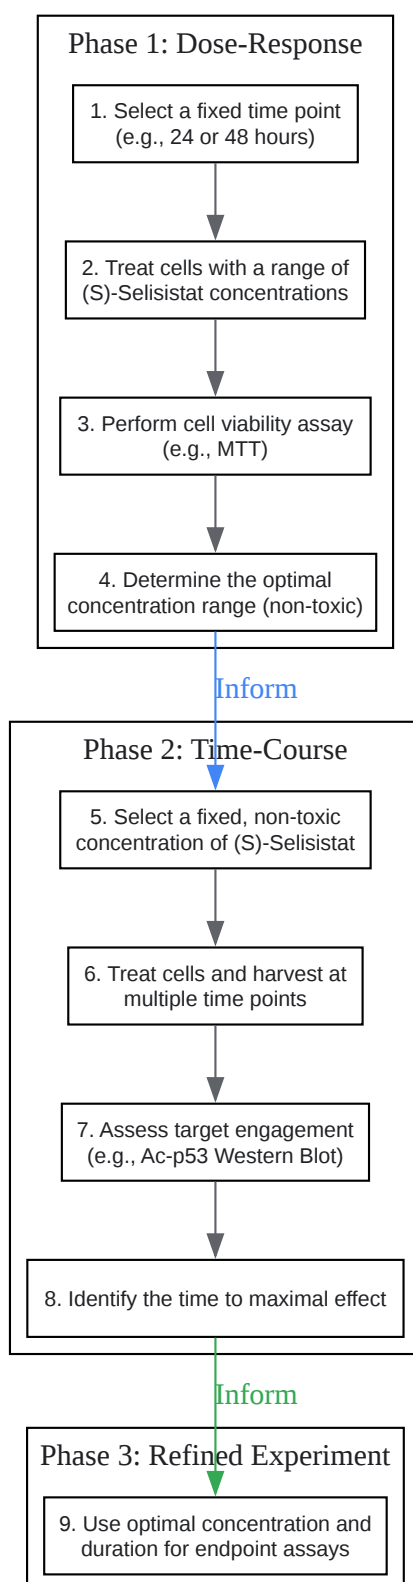 Phase 1: Dose-Response
1. Select a fixed time point
(e.g., 24 or 48 hours)
2. Treat cells with a range of
(S)-Selisistat concentrations
3. Perform cell viability assay
(e.g., MTT)
4. Determine the optimal
concentration range (non-toxic)
Inform
Phase 2: Time-Course
5. Select a fixed, non-toxic
concentration of (S)-Selisistat
6. Treat cells and harvest at
multiple time points
7. Assess target engagement
(e.g., Ac-p53 Western Blot)
8. Identify the time to maximal effect
Inform
Phase 3: Refined Experiment
9. Use optimal concentration and
duration for endpoint assays